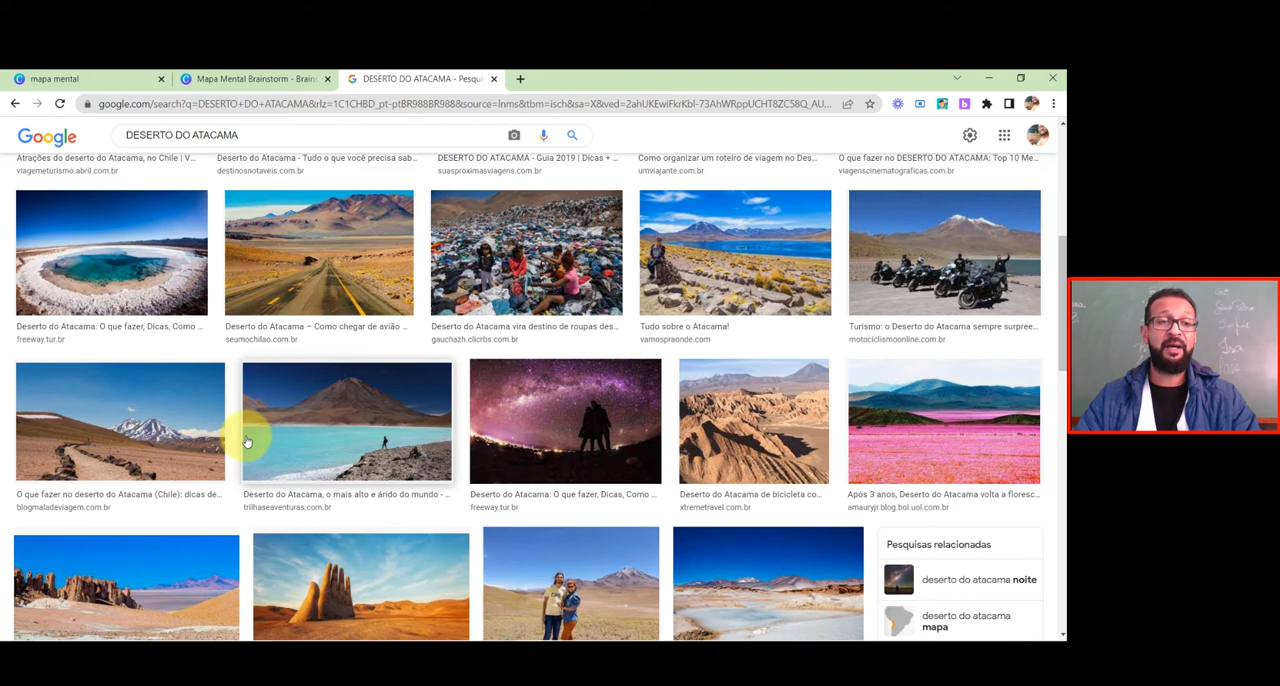 mapa mental
Mapa Mental Brainstorm - Brains
DESERTO DO ATACAMA - Pesqui
google.com/search?q=DESERTO+DO+ATACAMA&rlz=1C1CHBD_pt-ptBR988BR988&source=lnms&tbm=isch&sa=X&ved=2ahUKEwiFkrKbl-73AhWRppUCHT8ZC58Q_AU...
Google
DESERTO DO ATACAMA
Atrações do deserto do Atacama, no Chile | V...
viagemeturismo.abril.com.br
Deserto do Atacama - Tudo o que você precisa sab...
destinosnotaveis.com.br
DESERTO DO ATACAMA - Guia 2019 | Dicas + ...
suasproximasviagens.com.br
Como organizar um roteiro de viagem no Des...
umviajante.com.br
O que fazer no DESERTO DO ATACAMA: Top 10 Me...
viagenscinematograficas.com.br
Deserto do Atacama: O que fazer, Dicas, Como ...
freeway.tur.br
Deserto do Atacama – Como chegar de avião ...
seumochilao.com.br
Deserto do Atacama vira destino de roupas des...
gauchazh.clicrbs.com.br
Tudo sobre o Atacama!
vamospraonde.com
Turismo: o Deserto do Atacama sempre surpree...
motociclismoonline.com.br
O que fazer no deserto do Atacama (Chile): dicas de...
blogmaladeviagem.com.br
Deserto do Atacama, o mais alto e árido do mundo - ...
trilhaseaventuras.com.br
Deserto do Atacama: O que fazer, Dicas, Como ...
freeway.tur.br
Deserto do Atacama de bicicleta co...
xtremetravel.com.br
Após 3 anos, Deserto do Atacama volta a floresc...
amauryjr.blog.bol.uol.com.br
Pesquisas relacionadas
deserto do atacama noite
deserto do atacama
mapa